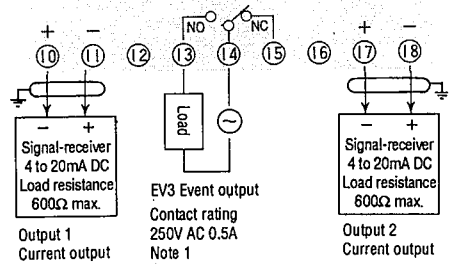 NO NC
+ − + −
10 11 12 13 14 15 16 17 18
− +
Signal-receiver
4 to 20mA DC
Load resistance
600Ω max.
Output 1
Current output
Load
EV3 Event output
Contact rating
250V AC 0.5A
Note 1
− +
Signal-receiver
4 to 20mA DC
Load resistance
600Ω max.
Output 2
Current output